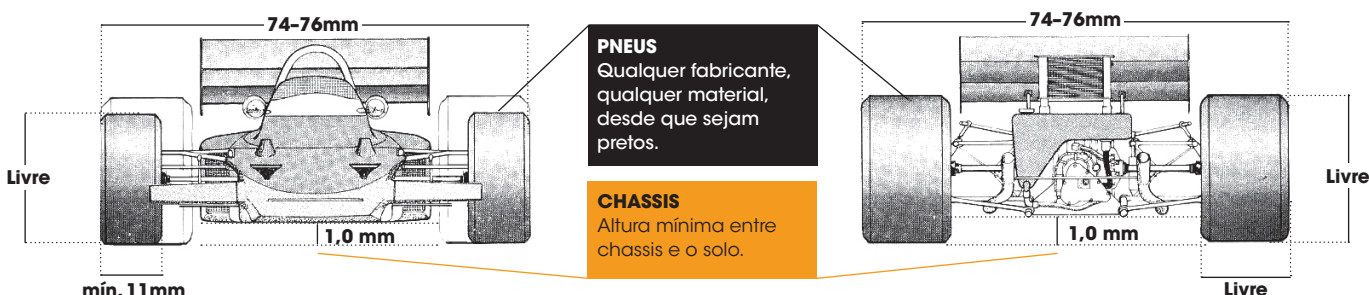 74-76mm
Livre
1,0 mm
mín. 11mm
PNEUS
Qualquer fabricante,
qualquer material,
desde que sejam
pretos.
CHASSIS
Altura mínima entre
chassis e o solo.
74-76mm
Livre
1,0 mm
Livre